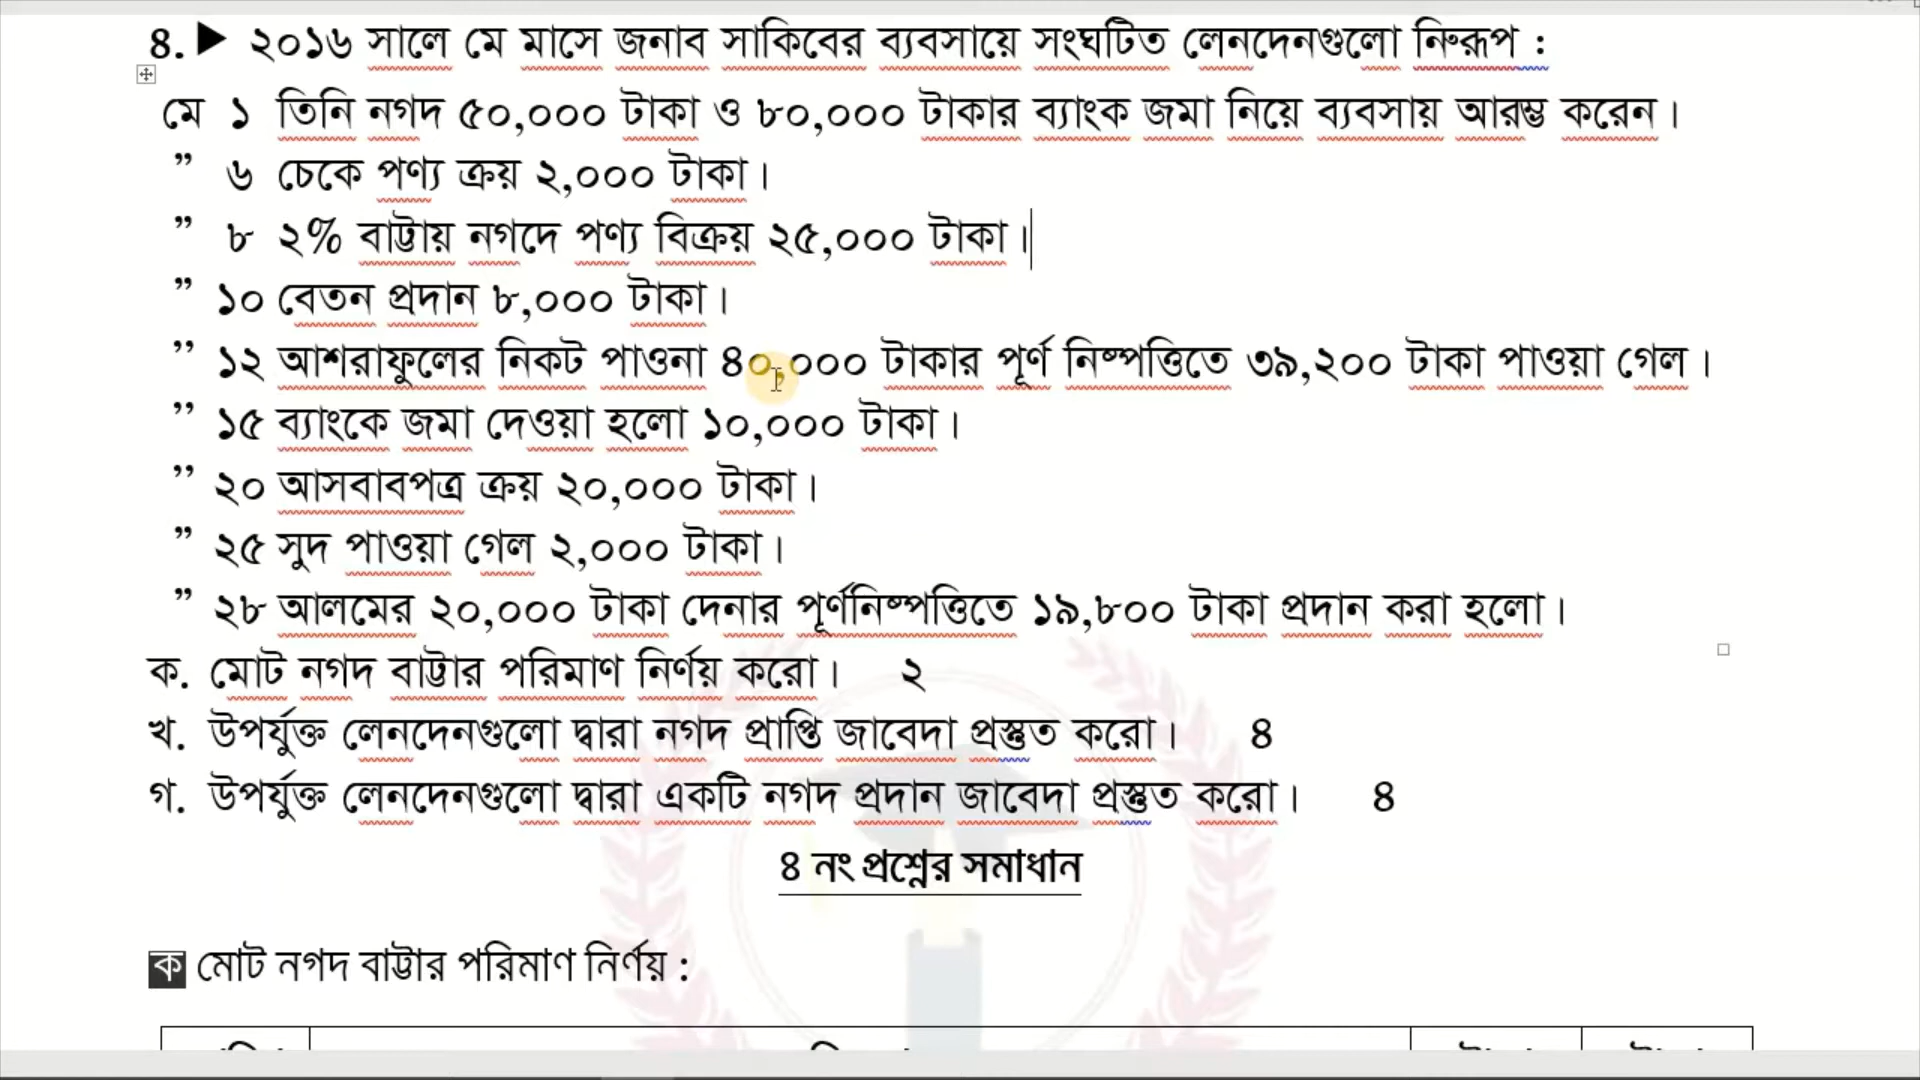 ৪. ▶ ২০১৬ সালে মে মাসে জনাব সাকিবের ব্যবসায়ে সংঘটিত লেনদেনগুলো নিম্নরূপ :
মে ১ তিনি নগদ ৫০,০০০ টাকা ও ৮০,০০০ টাকার ব্যাংক জমা নিয়ে ব্যবসায় আরম্ভ করেন।
” ৬ চেকে পণ্য ক্রয় ২,০০০ টাকা।
” ৮ ২% বাট্টায় নগদে পণ্য বিক্রয় ২৫,০০০ টাকা।
” ১০ বেতন প্রদান ৮,০০০ টাকা।
” ১২ আশরাফুলের নিকট পাওনা ৪০,০০০ টাকার পূর্ণ নিষ্পত্তিতে ৩৯,২০০ টাকা পাওয়া গেল।
” ১৫ ব্যাংকে জমা দেওয়া হলো ১০,০০০ টাকা।
” ২০ আসবাবপত্র ক্রয় ২০,০০০ টাকা।
” ২৫ সুদ পাওয়া গেল ২,০০০ টাকা।
” ২৮ আলমের ২০,০০০ টাকা দেনার পূর্ণনিষ্পত্তিতে ১৯,৮০০ টাকা প্রদান করা হলো।
ক. মোট নগদ বাট্টার পরিমাণ নির্ণয় করো। ২
খ. উপর্যুক্ত লেনদেনগুলো দ্বারা নগদ প্রাপ্তি জাবেদা প্রস্তুত করো। ৪
গ. উপর্যুক্ত লেনদেনগুলো দ্বারা একটি নগদ প্রদান জাবেদা প্রস্তুত করো। ৪
৪ নং প্রশ্নের সমাধান
ক মোট নগদ বাট্টার পরিমাণ নির্ণয় :